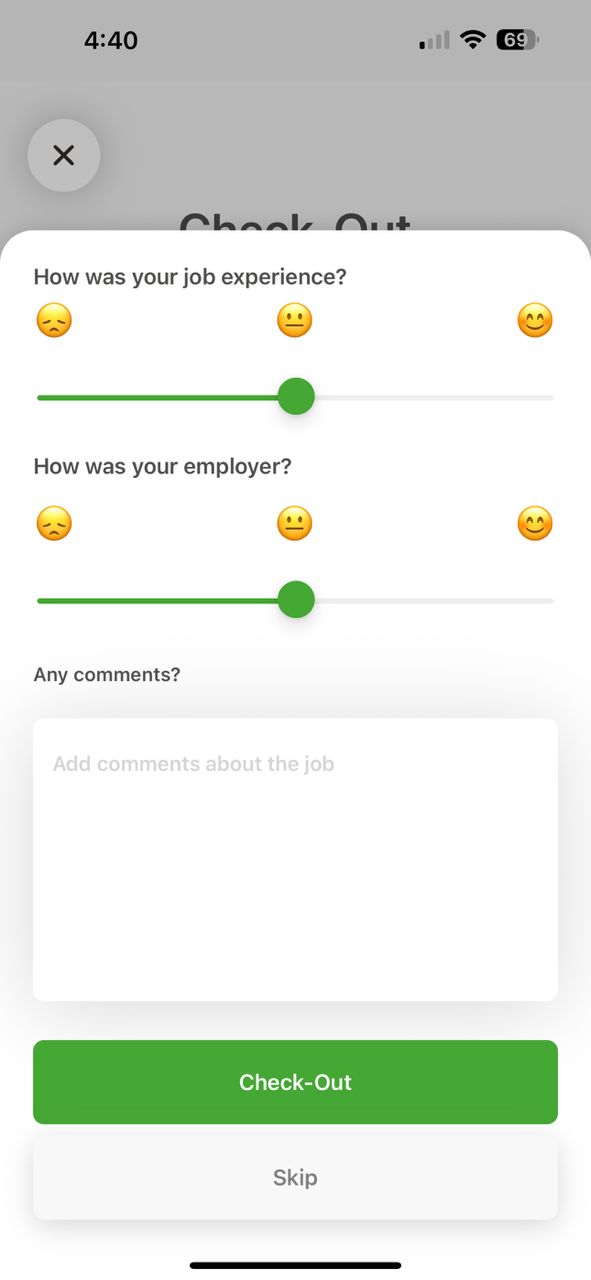 4:40
69
Check-Out
How was your job experience?
How was your employer?
Any comments?
Add comments about the job
Check-Out
Skip